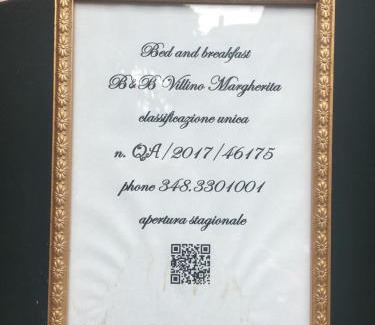 Bed and breakfast
B&B Villino Margherita
classificazione unica
n. QA/2017/46175
phone 348.3301001
apertura stagionale